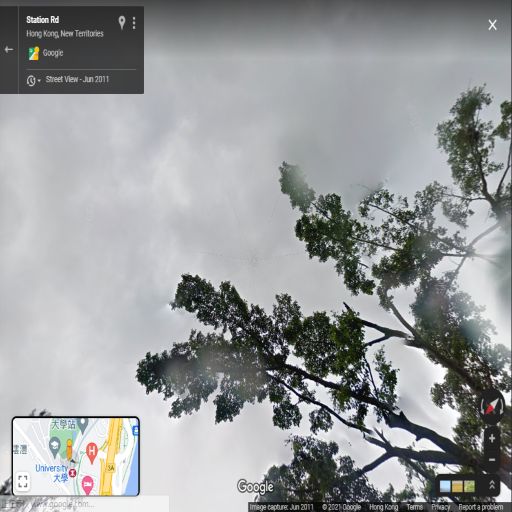 Station Rd
Hong Kong, New Territories
Google
Street View - Jun 2011
大學站
University
大學
H
3A
Google
Image capture: Jun 2011 © 2021 Google Hong Kong Terms Privacy Report a problem